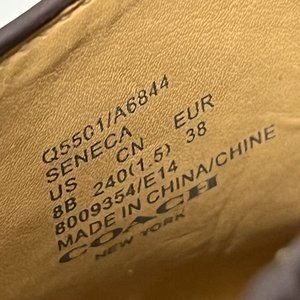 Q5501/A6844
SENECA
US CN EUR
8B 240(1.5) 38
8009354/E14
MADE IN CHINA/CHINE
COACH
NEW YORK